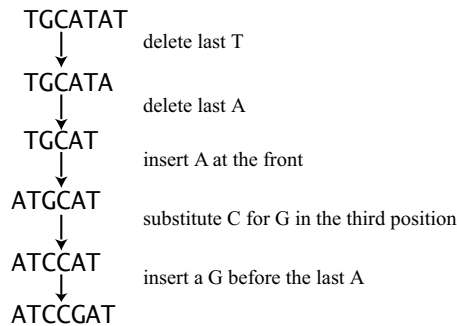 TGCATAT
delete last T
TGCATA
delete last A
TGCAT
insert A at the front
ATGCAT
substitute C for G in the third position
ATCCAT
insert a G before the last A
ATCCGAT